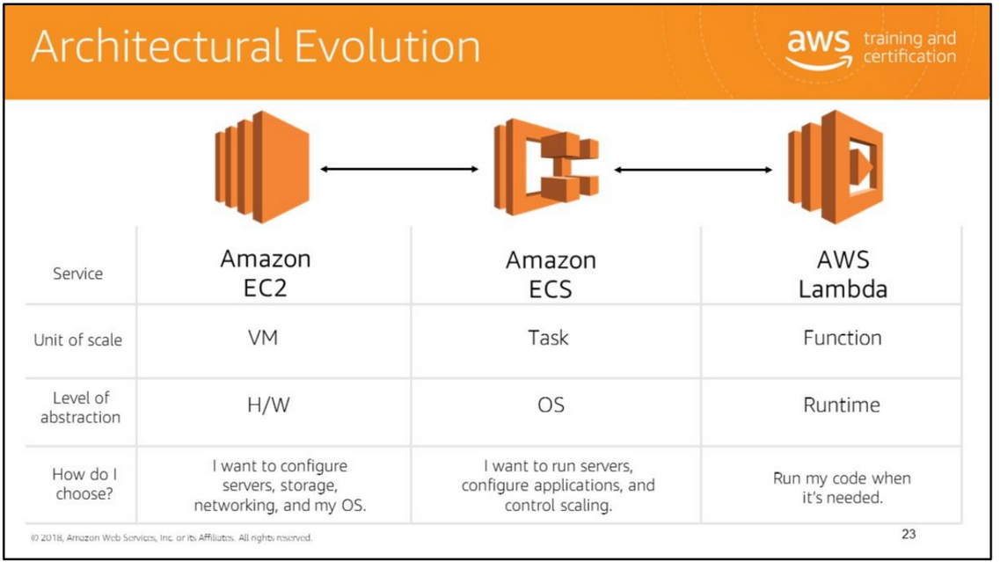 Architectural Evolution
aws training and
certification
Service
Amazon
EC2
Amazon
ECS
AWS
Lambda
Unit of scale
VM
Task
Function
Level of
abstraction
H/W
OS
Runtime
How do I
choose?
I want to configure
servers, storage,
networking, and my OS.
I want to run servers,
configure applications, and
control scaling.
Run my code when
it's needed.
© 2018, Amazon Web Services, Inc. or its Affiliates. All rights reserved.
23